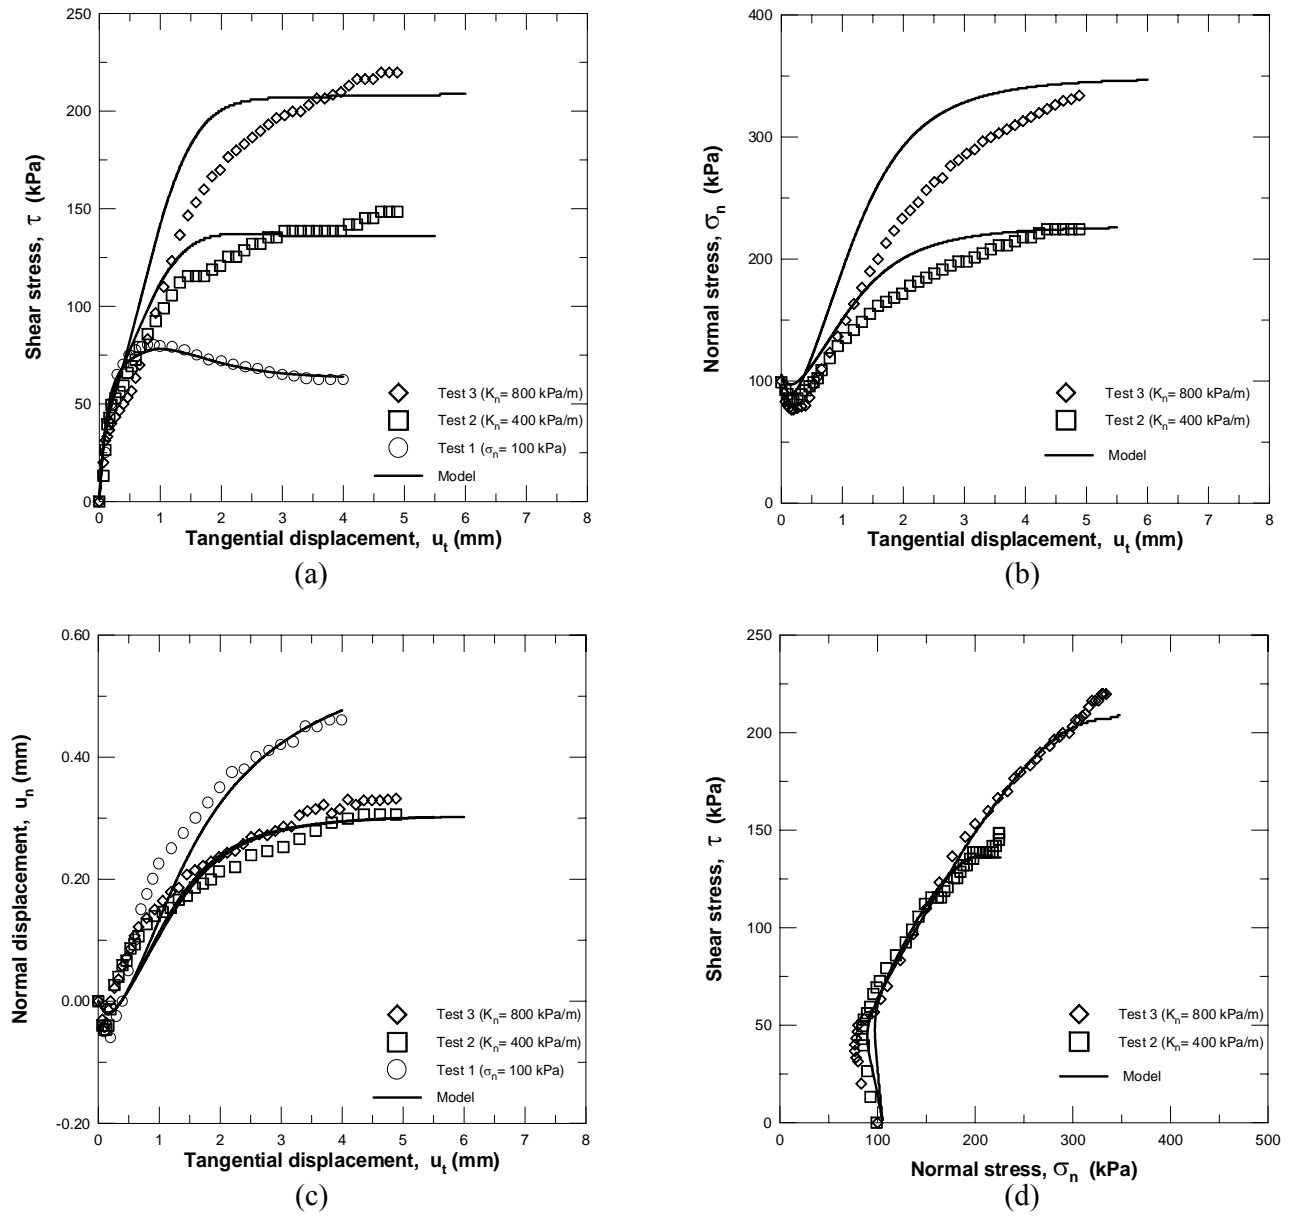 250
200
150
100
50
0
Shear stress, τ (kPa)
Test 3 (Kn= 800 kPa/m)
Test 2 (Kn= 400 kPa/m)
Test 1 (σn= 100 kPa)
Model
0 1 2 3 4 5 6 7 8
Tangential displacement, ut (mm)
(a)
400
300
200
100
0
Normal stress, σn (kPa)
Test 3 (Kn= 800 kPa/m)
Test 2 (Kn= 400 kPa/m)
Model
0 1 2 3 4 5 6 7 8
Tangential displacement, ut (mm)
(b)
0.60
0.40
0.20
0.00
-0.20
Normal displacement, un (mm)
Test 3 (Kn= 800 kPa/m)
Test 2 (Kn= 400 kPa/m)
Test 1 (σn= 100 kPa)
Model
0 1 2 3 4 5 6 7 8
Tangential displacement, ut (mm)
(c)
250
200
150
100
50
0
Shear stress, τ (kPa)
Test 3 (Kn= 800 kPa/m)
Test 2 (Kn= 400 kPa/m)
Model
0 100 200 300 400 500
Normal stress, σn (kPa)
(d)